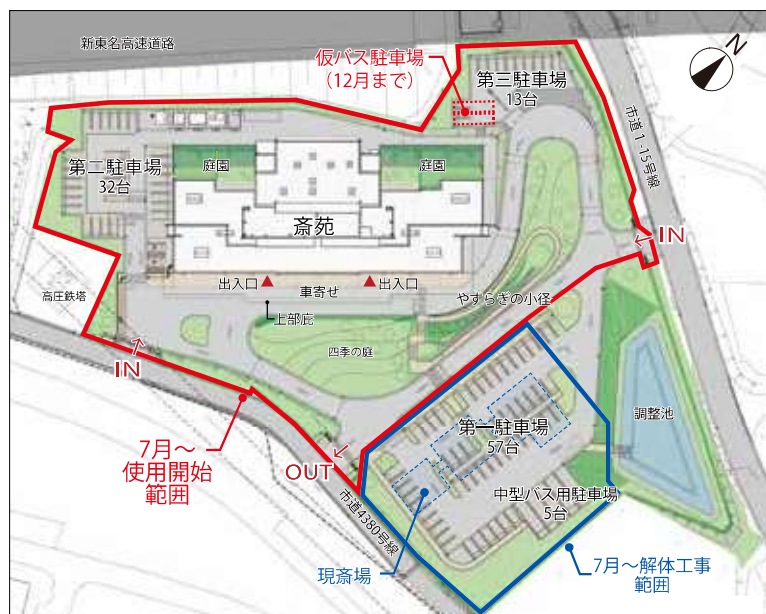 新東名高速道路
仮バス駐車場
(12月まで)
第三駐車場
13台
N
市道1-15号線
第二駐車場
32台
庭園
庭園
斎苑
IN
高圧鉄塔
出入口
車寄せ
出入口
やすらぎの小径
上部庇
四季の庭
IN
7月〜
使用開始
範囲
OUT
市道4380号線
第一駐車場
57台
調整池
中型バス用駐車場
5台
現斎場
7月〜解体工事
範囲